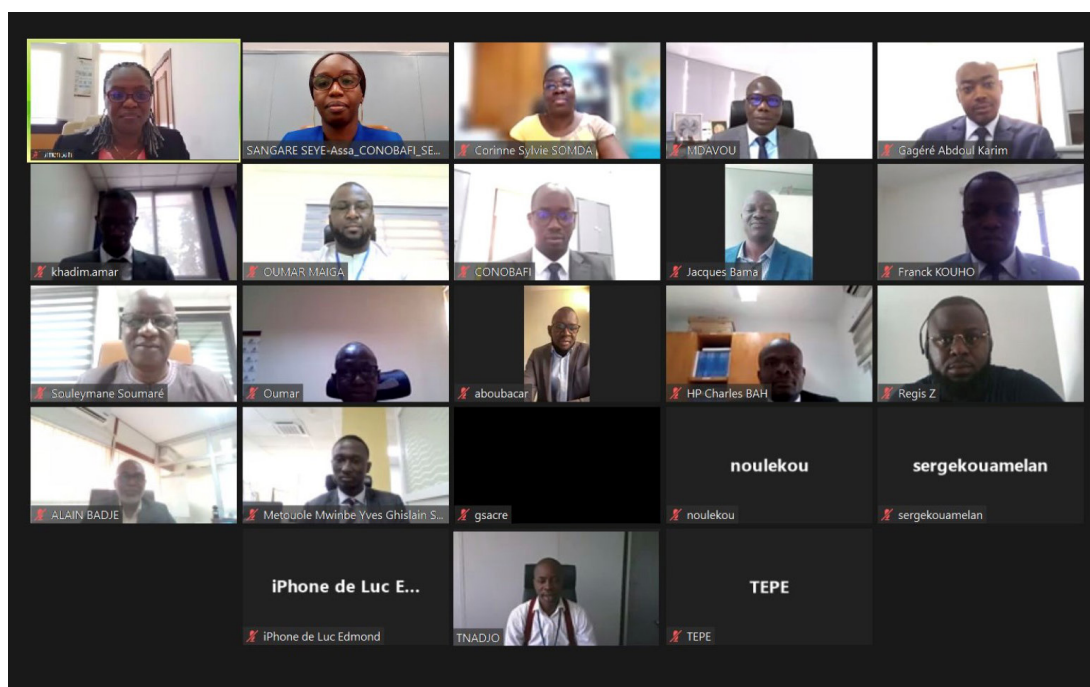 SANGARE SEYE-Assa_CONOBAFI_SE...
Corinne Sylvie SOMDA
MDAVOU
Gagéré Abdoul Karim
khadim.amar
OUMAR MAIGA
CONOBAFI
Jacques Bama
Franck KOUHO
Souleymane Soumaré
Oumar
aboubacar
HP Charles BAH
Regis Z
ALAIN BADJE
Metouole Mwinbe Yves Ghislain S...
gsacre
noulekou
noulekou
sergekouamelan
sergekouamelan
iPhone de Luc E...
iPhone de Luc Edmond
TNADJO
TEPE
TEPE